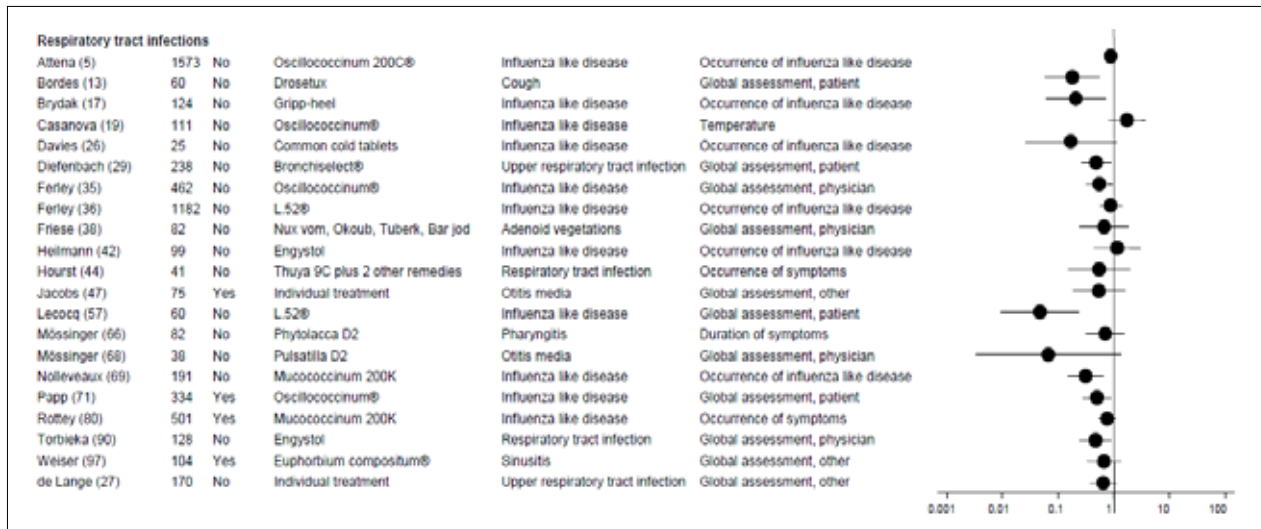 Respiratory tract infections
Attena (5) 1573 No Oscillococcinum 200C® Influenza like disease Occurrence of influenza like disease
Bordes (13) 60 No Drosetux Cough Global assessment, patient
Brydak (17) 124 No Gripp-heel Influenza like disease Occurrence of influenza like disease
Casanova (19) 111 No Oscillococcinum® Influenza like disease Temperature
Davies (26) 25 No Common cold tablets Influenza like disease Occurrence of influenza like disease
Diefenbach (29) 238 No Bronchiselect® Upper respiratory tract infection Global assessment, patient
Ferley (35) 462 No Oscillococcinum® Influenza like disease Global assessment, physician
Ferley (36) 1182 No L.52® Influenza like disease Occurrence of influenza like disease
Friese (38) 82 No Nux vom, Okoub, Tuberk, Bar jod Adenoid vegetations Global assessment, physician
Heilmann (42) 99 No Engystol Influenza like disease Occurrence of influenza like disease
Hourst (44) 41 No Thuya 9C plus 2 other remedies Respiratory tract infection Occurrence of symptoms
Jacobs (47) 75 Yes Individual treatment Otitis media Global assessment, other
Lecocq (57) 60 No L.52® Influenza like disease Global assessment, patient
Mössinger (66) 82 No Phytolacca D2 Pharyngitis Duration of symptoms
Mössinger (68) 38 No Pulsatilla D2 Otitis media Global assessment, physician
Nolleveaux (69) 191 No Mucococcinum 200K Influenza like disease Occurrence of influenza like disease
Papp (71) 334 Yes Oscillococcinum® Influenza like disease Global assessment, patient
Rottey (80) 501 Yes Mucococcinum 200K Influenza like disease Occurrence of symptoms
Torbieka (90) 128 No Engystol Respiratory tract infection Global assessment, physician
Weiser (97) 104 Yes Euphorbium compositum® Sinusitis Global assessment, other
de Lange (27) 170 No Individual treatment Upper respiratory tract infection Global assessment, other
0.001 0.1 1 10 100